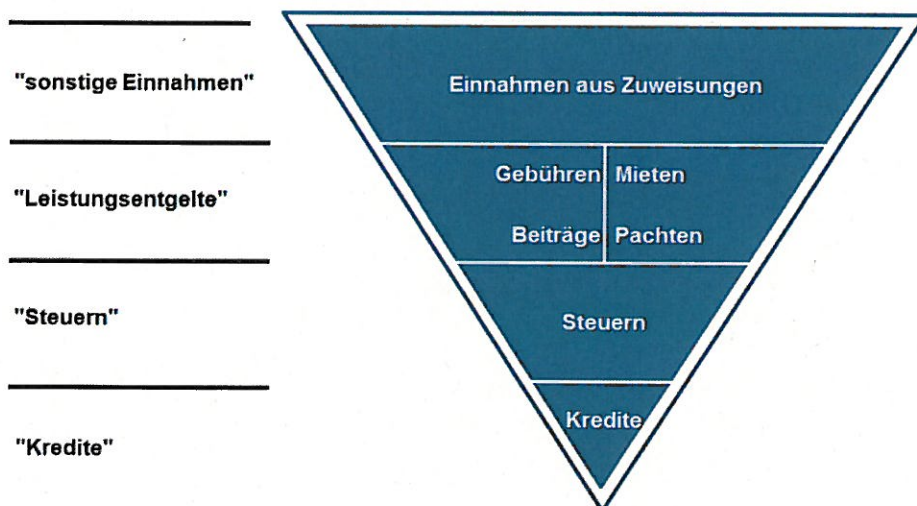 "sonstige Einnahmen"
Einnahmen aus Zuweisungen
"Leistungsentgelte"
Gebühren Mieten
Beiträge Pachten
"Steuern"
Steuern
"Kredite"
Kredite